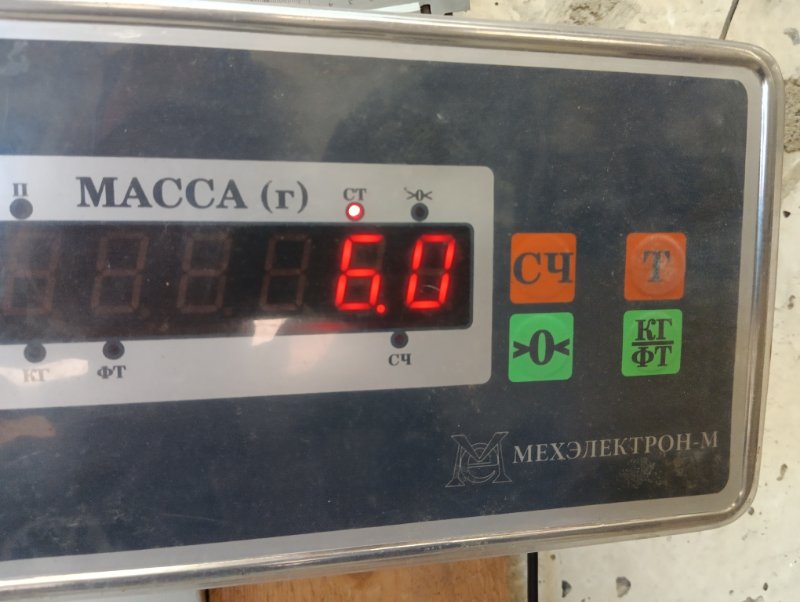 П МАССА (г) СТ >0<
6.0
КГ ФТ СЧ
СЧ Т
>0< КГ/ФТ
МЕХЭЛЕКТРОН-М